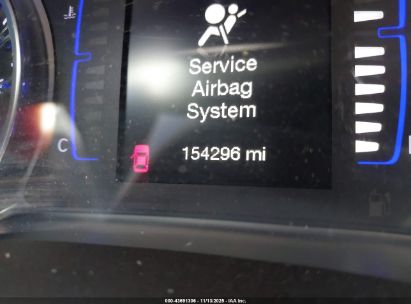 Service
Airbag
System
C
154296 mi